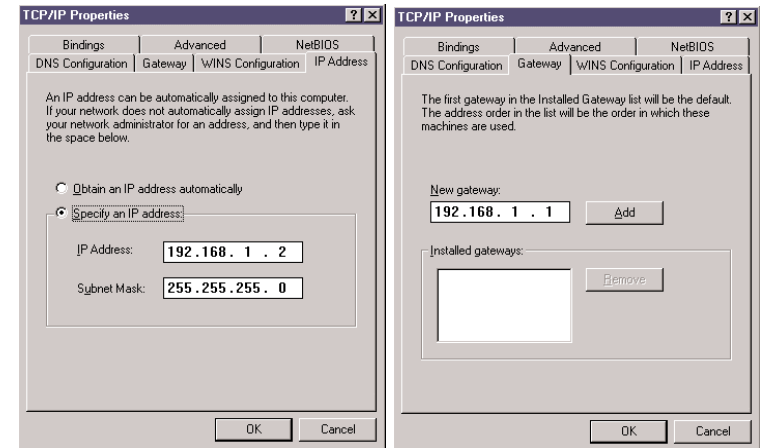 TCP/IP Properties
Bindings Advanced NetBIOS
DNS Configuration Gateway WINS Configuration IP Address
An IP address can be automatically assigned to this computer.
If your network does not automatically assign IP addresses, ask
your network administrator for an address, and then type it in
the space below.
Obtain an IP address automatically
Specify an IP address:
IP Address: 192.168. 1 . 2
Subnet Mask: 255.255.255. 0
OK Cancel
TCP/IP Properties
Bindings Advanced NetBIOS
DNS Configuration Gateway WINS Configuration IP Address
The first gateway in the Installed Gateway list will be the default.
The address order in the list will be the order in which these
machines are used.
New gateway:
192.168. 1 . 1 Add
Installed gateways:
Remove
OK Cancel